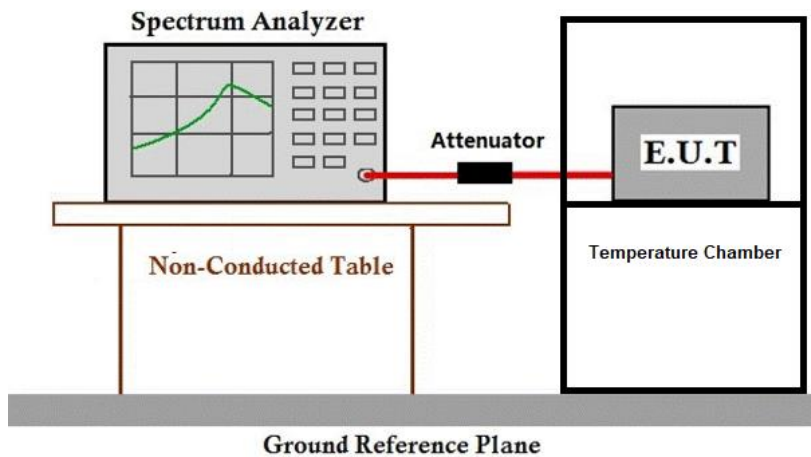 Spectrum Analyzer
Attenuator
E.U.T
Non-Conducted Table
Temperature Chamber
Ground Reference Plane